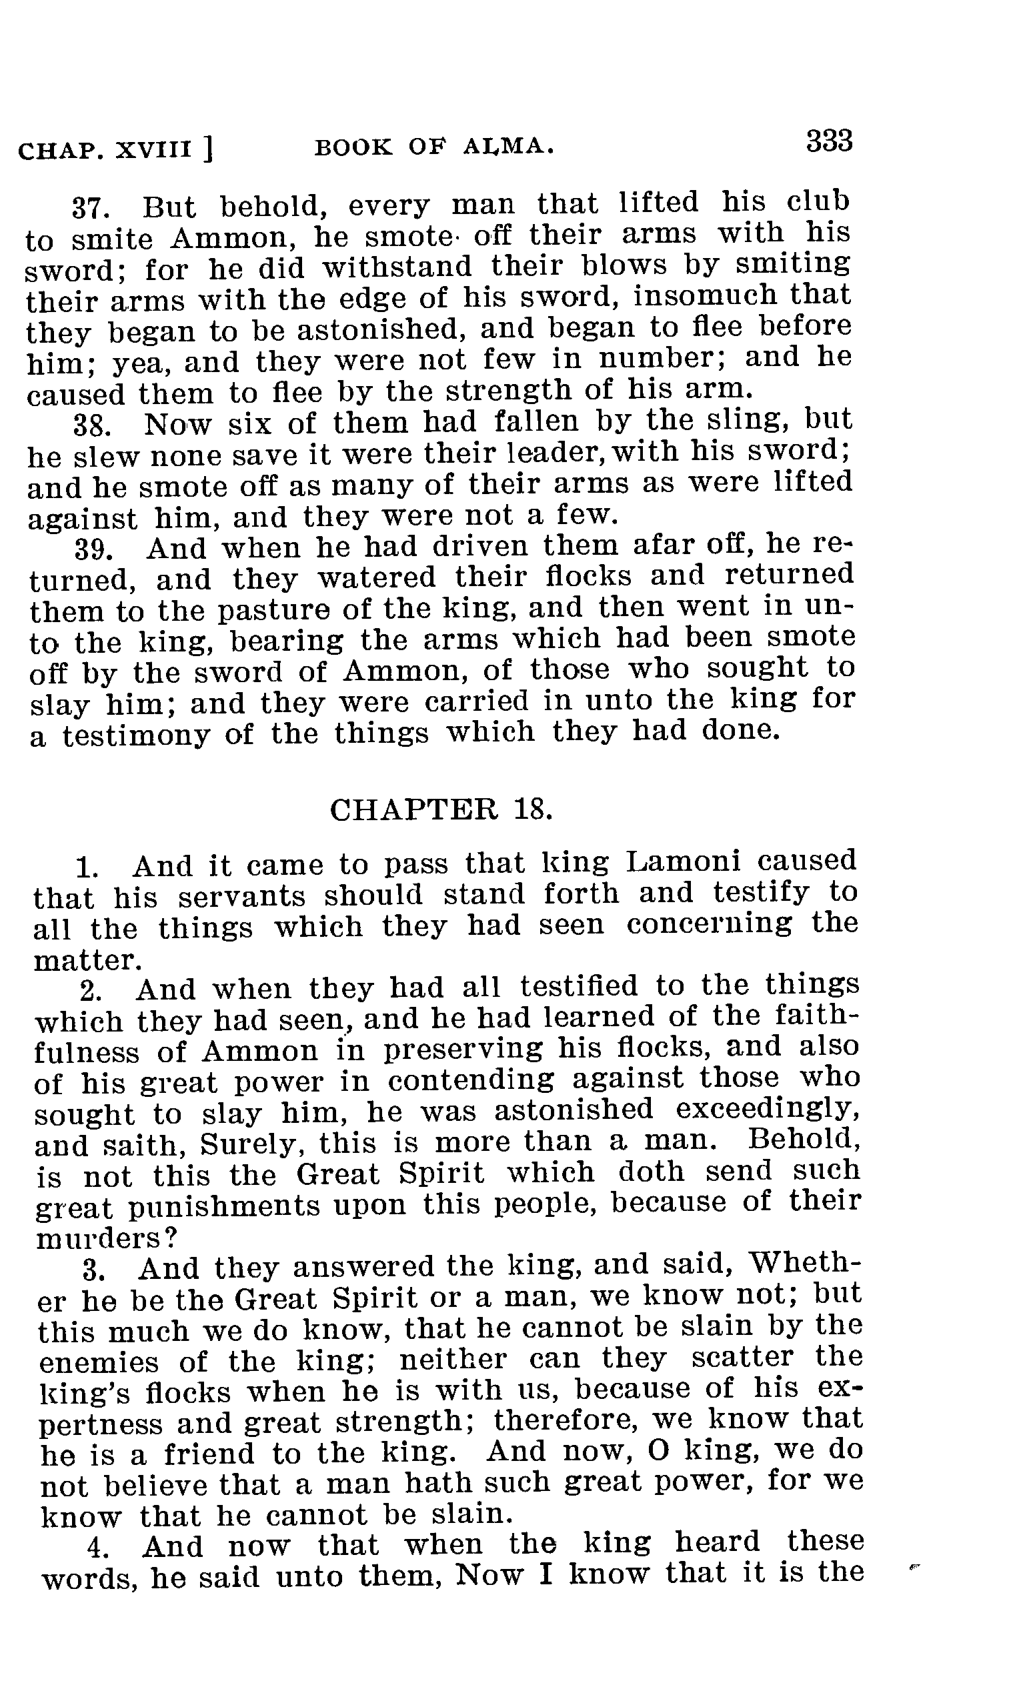 CHAP. XVIII ] BOOK OF ALMA. 333
37. But behold, every man that lifted his club
to smite Ammon, he smote off their arms with his
sword; for he did withstand their blows by smiting
their arms with the edge of his sword, insomuch that
they began to be astonished, and began to flee before
him; yea, and they were not few in number; and he
caused them to flee by the strength of his arm.
38. Now six of them had fallen by the sling, but
he slew none save it were their leader, with his sword;
and he smote off as many of their arms as were lifted
against him, and they were not a few.
39. And when he had driven them afar off, he re-
turned, and they watered their flocks and returned
them to the pasture of the king, and then went in un-
to the king, bearing the arms which had been smote
off by the sword of Ammon, of those who sought to
slay him; and they were carried in unto the king for
a testimony of the things which they had done.
CHAPTER 18.
1. And it came to pass that king Lamoni caused
that his servants should stand forth and testify to
all the things which they had seen concerning the
matter.
2. And when they had all testified to the things
which they had seen, and he had learned of the faith-
fulness of Ammon in preserving his flocks, and also
of his great power in contending against those who
sought to slay him, he was astonished exceedingly,
and saith, Surely, this is more than a man. Behold,
is not this the Great Spirit which doth send such
great punishments upon this people, because of their
murders?
3. And they answered the king, and said, Wheth-
er he be the Great Spirit or a man, we know not; but
this much we do know, that he cannot be slain by the
enemies of the king; neither can they scatter the
king's flocks when he is with us, because of his ex-
pertness and great strength; therefore, we know that
he is a friend to the king. And now, O king, we do
not believe that a man hath such great power, for we
know that he cannot be slain.
4. And now that when the king heard these
words, he said unto them, Now I know that it is the